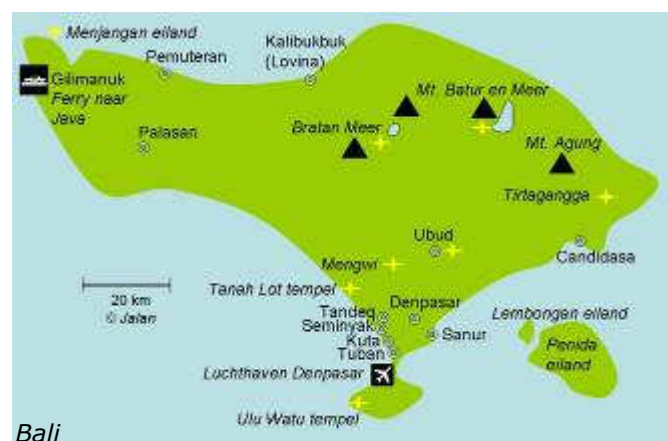 Menjangan eiland
Pemuteran
Kalibukbuk
(Lovina)
Gilimanuk
Ferry near
Java
Mt. Batur en Meer
Bratan Meer
Palasan
Mt. Agung
Tirtagangga
Ubud
Candidasa
Mengwi
Tanah Lot tempel
20 km
© Jalan
Denpasar
Tandeq
Seminyak
Kuta
Tuban
Sanur
Lembongan eiland
Penida
eiland
Luchthaven Denpasar
Ulu Watu tempel
Bali